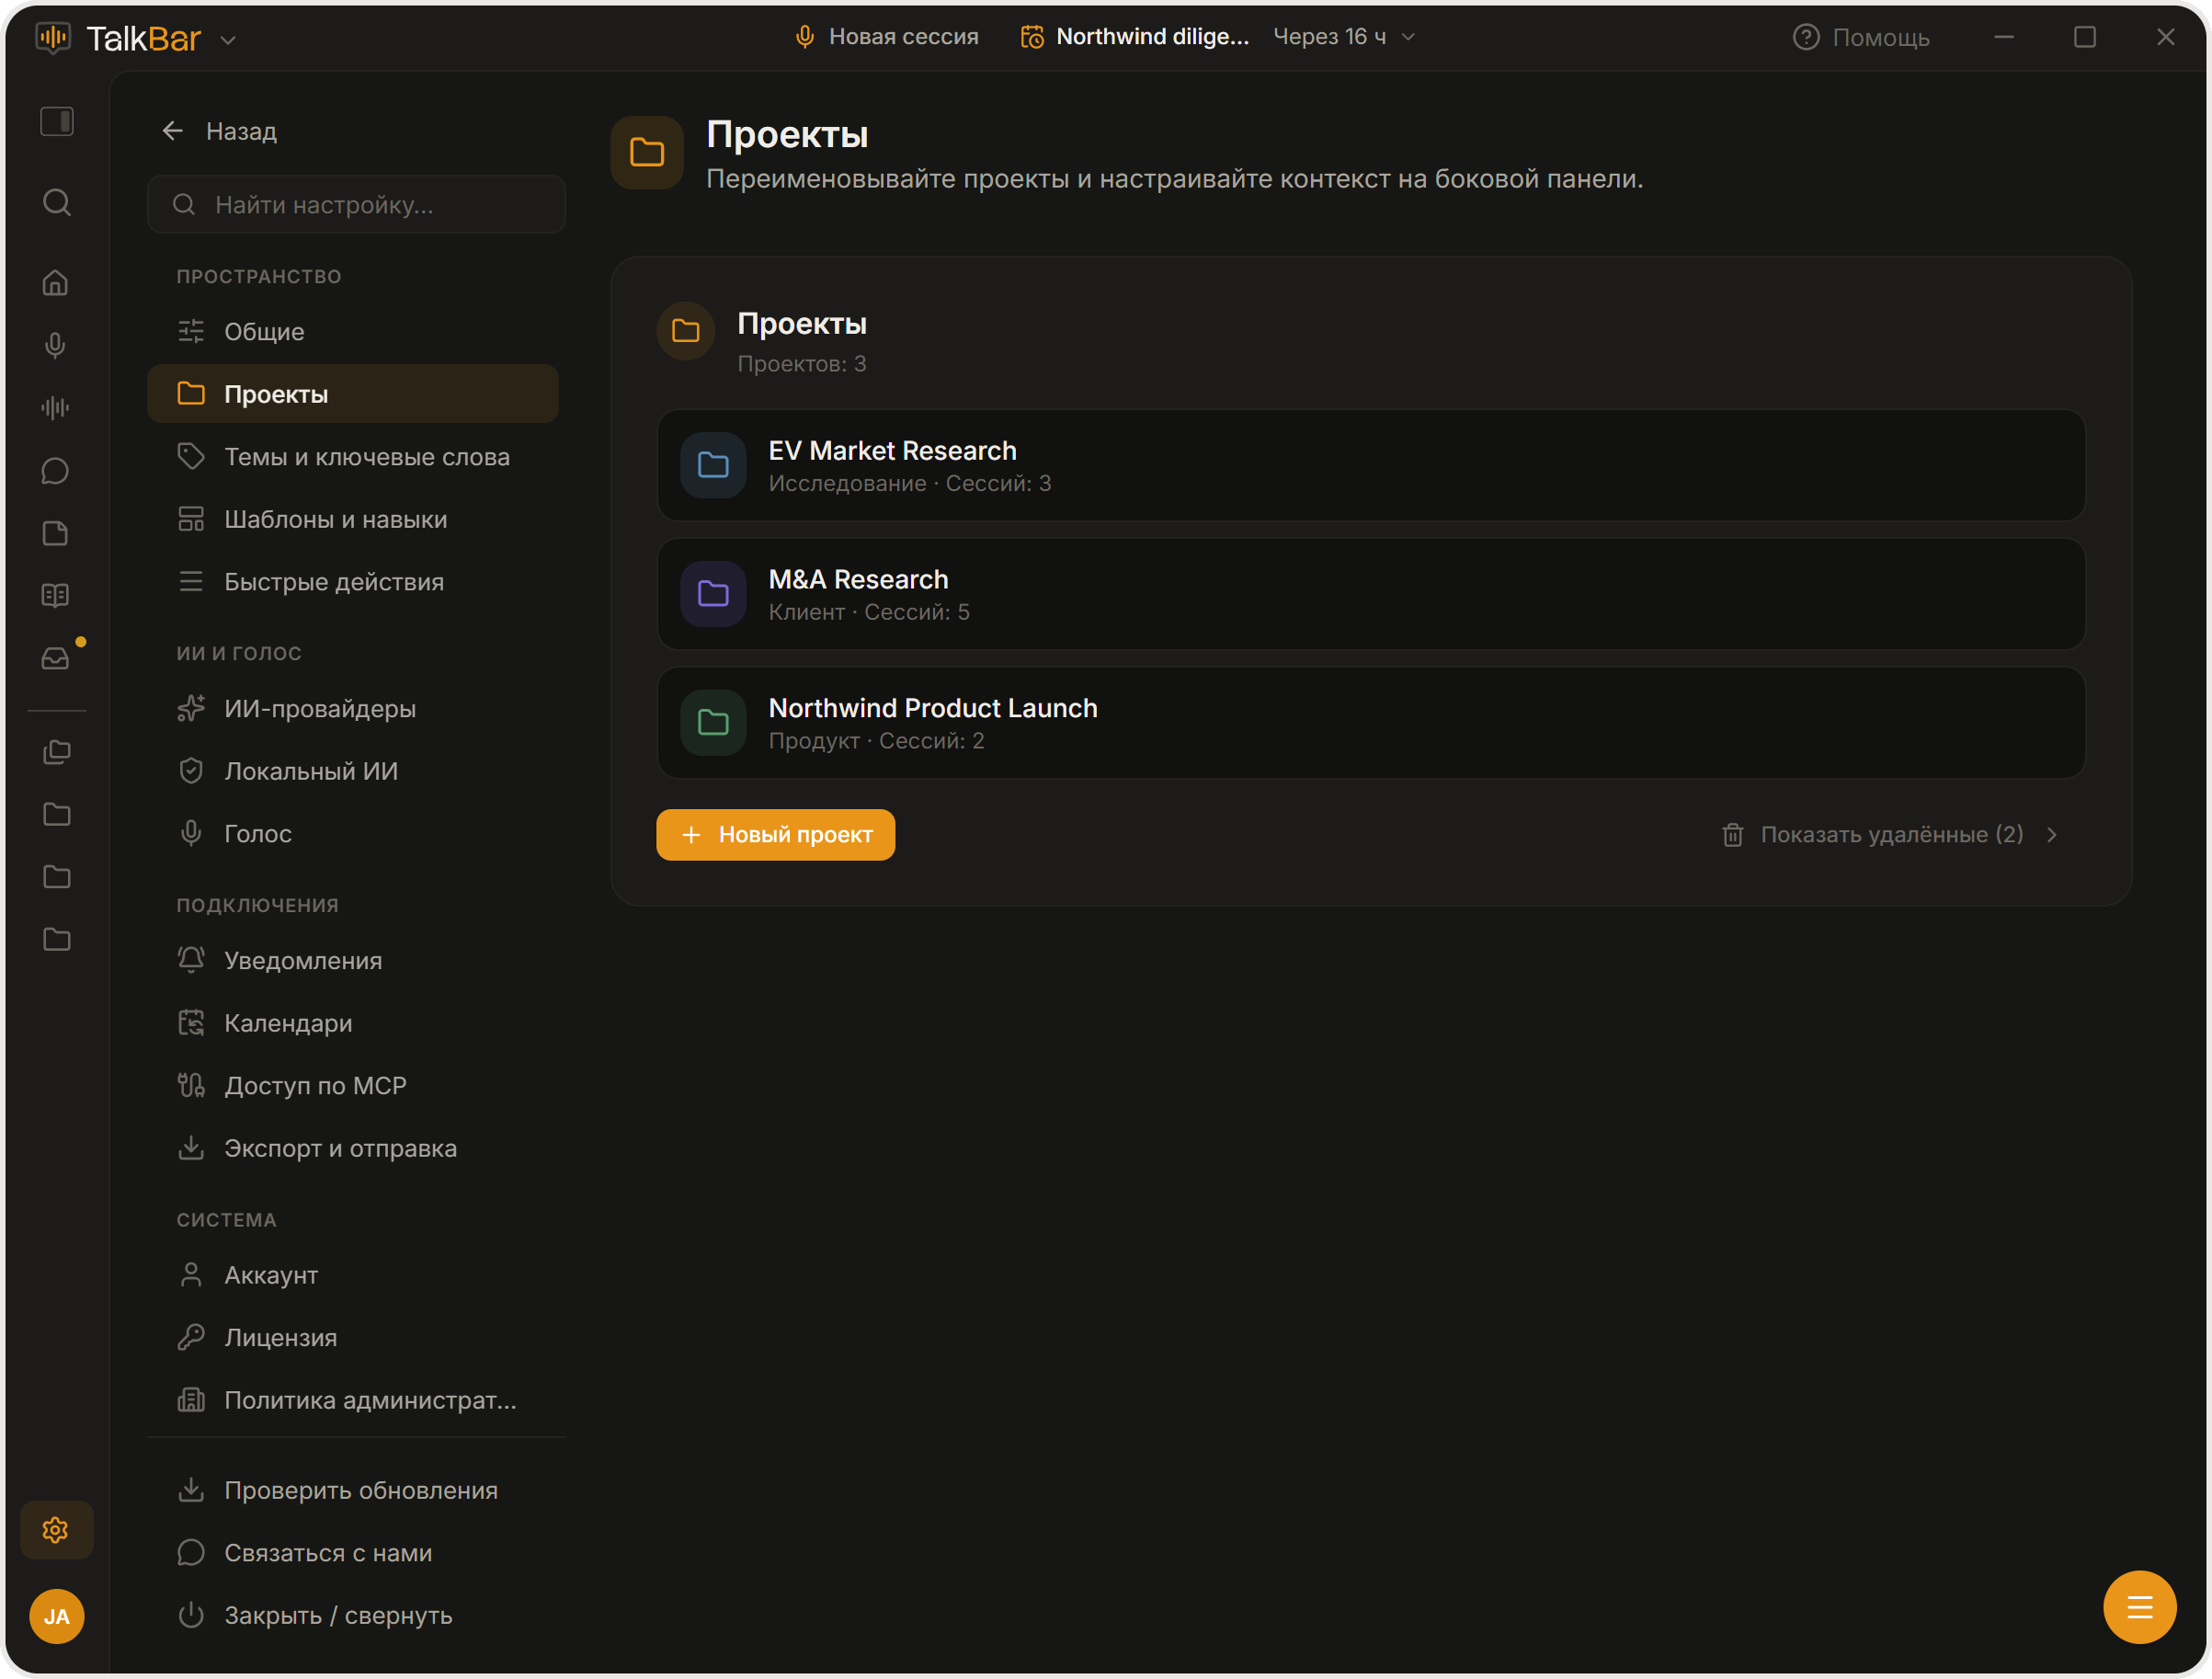 TalkBar
Новая сессия
Northwind dilige...
Через 16 ч
Помощь
Назад
Найти настройку...
ПРОСТРАНСТВО
Общие
Проекты
Темы и ключевые слова
Шаблоны и навыки
Быстрые действия
ИИ И ГОЛОС
ИИ-провайдеры
Локальный ИИ
Голос
ПОДКЛЮЧЕНИЯ
Уведомления
Календари
Доступ по MCP
Экспорт и отправка
СИСТЕМА
Аккаунт
Лицензия
Политика администрат...
Проверить обновления
Связаться с нами
Закрыть / свернуть
JA
Проекты
Переименовывайте проекты и настраивайте контекст на боковой панели.
Проекты
Проектов: 3
EV Market Research
Исследование · Сессий: 3
M&A Research
Клиент · Сессий: 5
Northwind Product Launch
Продукт · Сессий: 2
Новый проект
Показать удалённые (2)